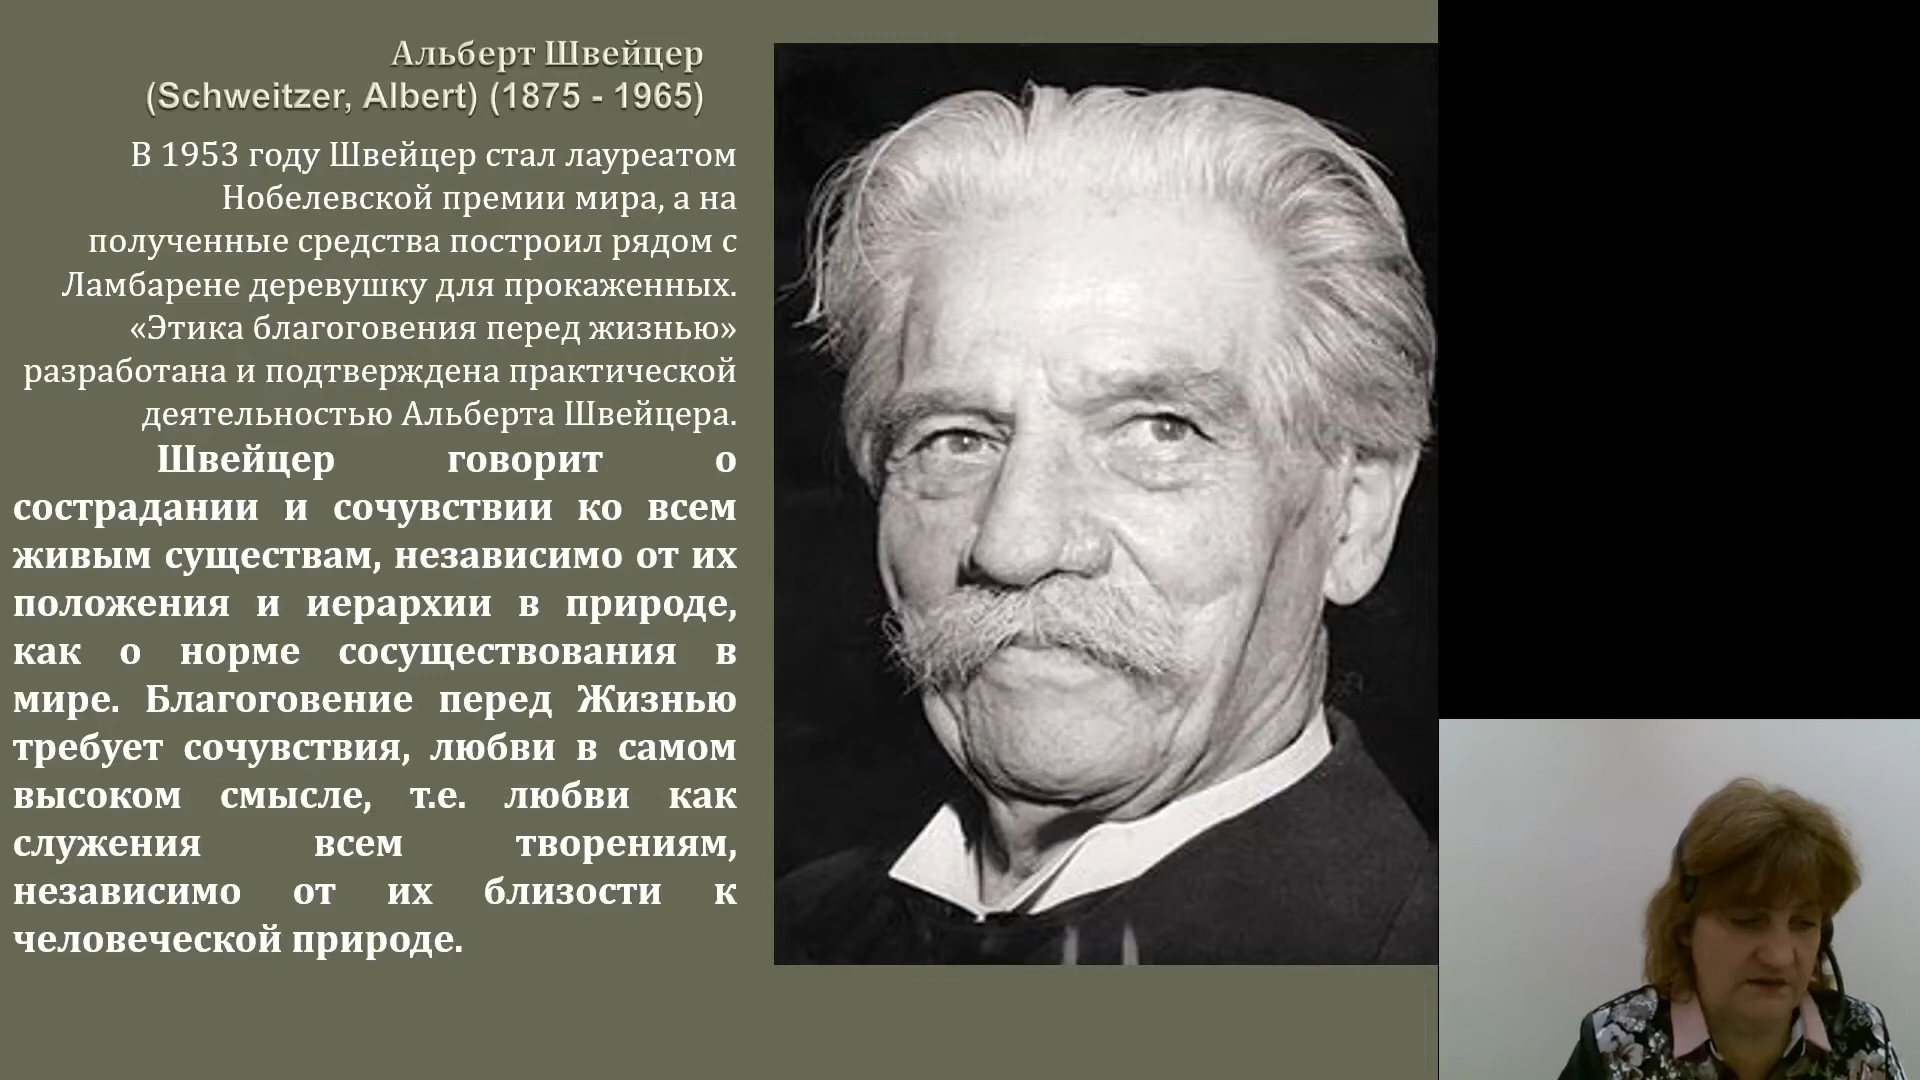 Альберт Швейцер
(Schweitzer, Albert) (1875 - 1965)
В 1953 году Швейцер стал лауреатом
Нобелевской премии мира, а на
полученные средства построил рядом с
Ламбарене деревушку для прокаженных.
«Этика благоговения перед жизнью»
разработана и подтверждена практической
деятельностью Альберта Швейцера.
Швейцер говорит о
сострадании и сочувствии ко всем
живым существам, независимо от их
положения и иерархии в природе,
как о норме сосуществования в
мире. Благоговение перед Жизнью
требует сочувствия, любви в самом
высоком смысле, т.е. любви как
служения всем творениям,
независимо от их близости к
человеческой природе.